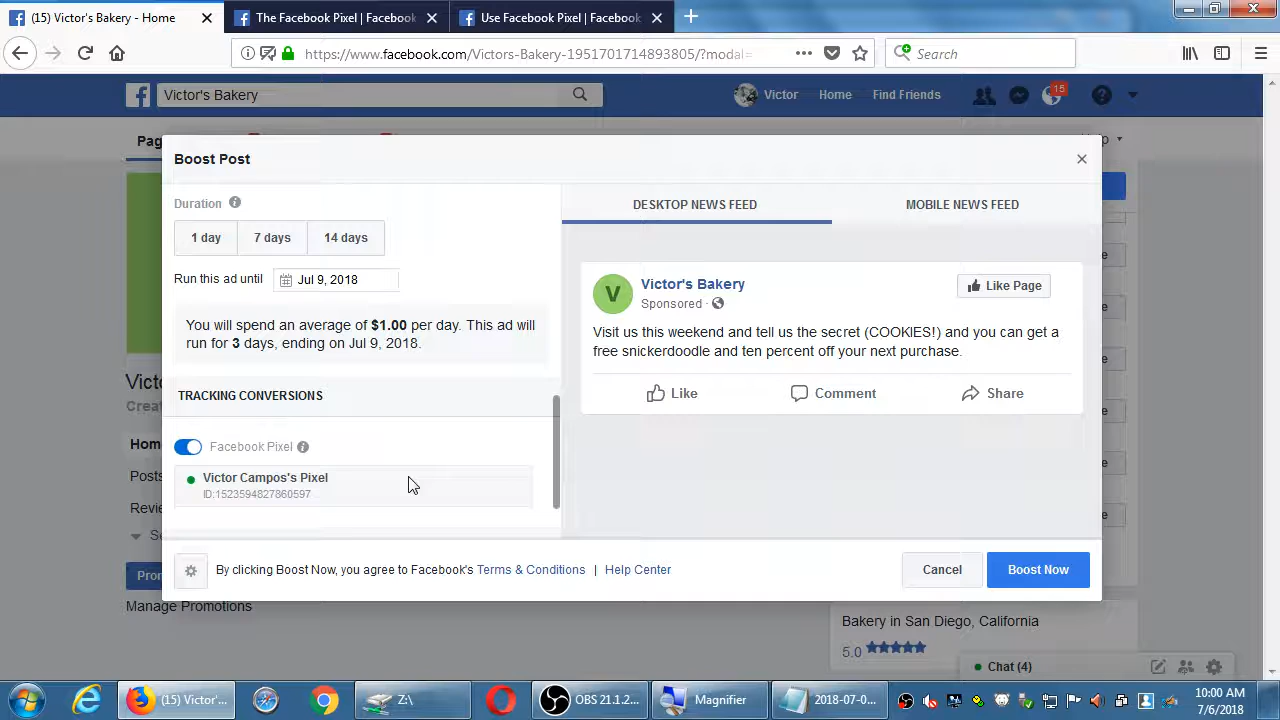 (15) Victor's Bakery - Home
The Facebook Pixel | Facebook
Use Facebook Pixel | Facebook
https://www.facebook.com/Victors-Bakery-1951701714893805/?modal=
Search
Victor's Bakery
Victor
Home
Find Friends
15
Boost Post
Duration
1 day
7 days
14 days
Run this ad until
Jul 9, 2018
You will spend an average of $1.00 per day. This ad will
run for 3 days, ending on Jul 9, 2018.
TRACKING CONVERSIONS
Facebook Pixel
Victor Campos's Pixel
ID:1523594827860597
DESKTOP NEWS FEED
MOBILE NEWS FEED
V
Victor's Bakery
Sponsored ·
Like Page
Visit us this weekend and tell us the secret (COOKIES!) and you can get a
free snickerdoodle and ten percent off your next purchase.
Like
Comment
Share
By clicking Boost Now, you agree to Facebook's Terms & Conditions | Help Center
Cancel
Boost Now
Manage Promotions
Bakery in San Diego, California
5.0
Chat (4)
(15) Victor'...
Z:\
OBS 21.1.2...
Magnifier
2018-07-0...
10:00 AM
7/6/2018